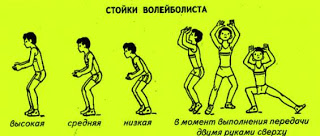 СТОЙКИ ВОЛЕЙБОЛИСТА
высокая средняя низкая в момент выполнения передачи
двумя руками сверху